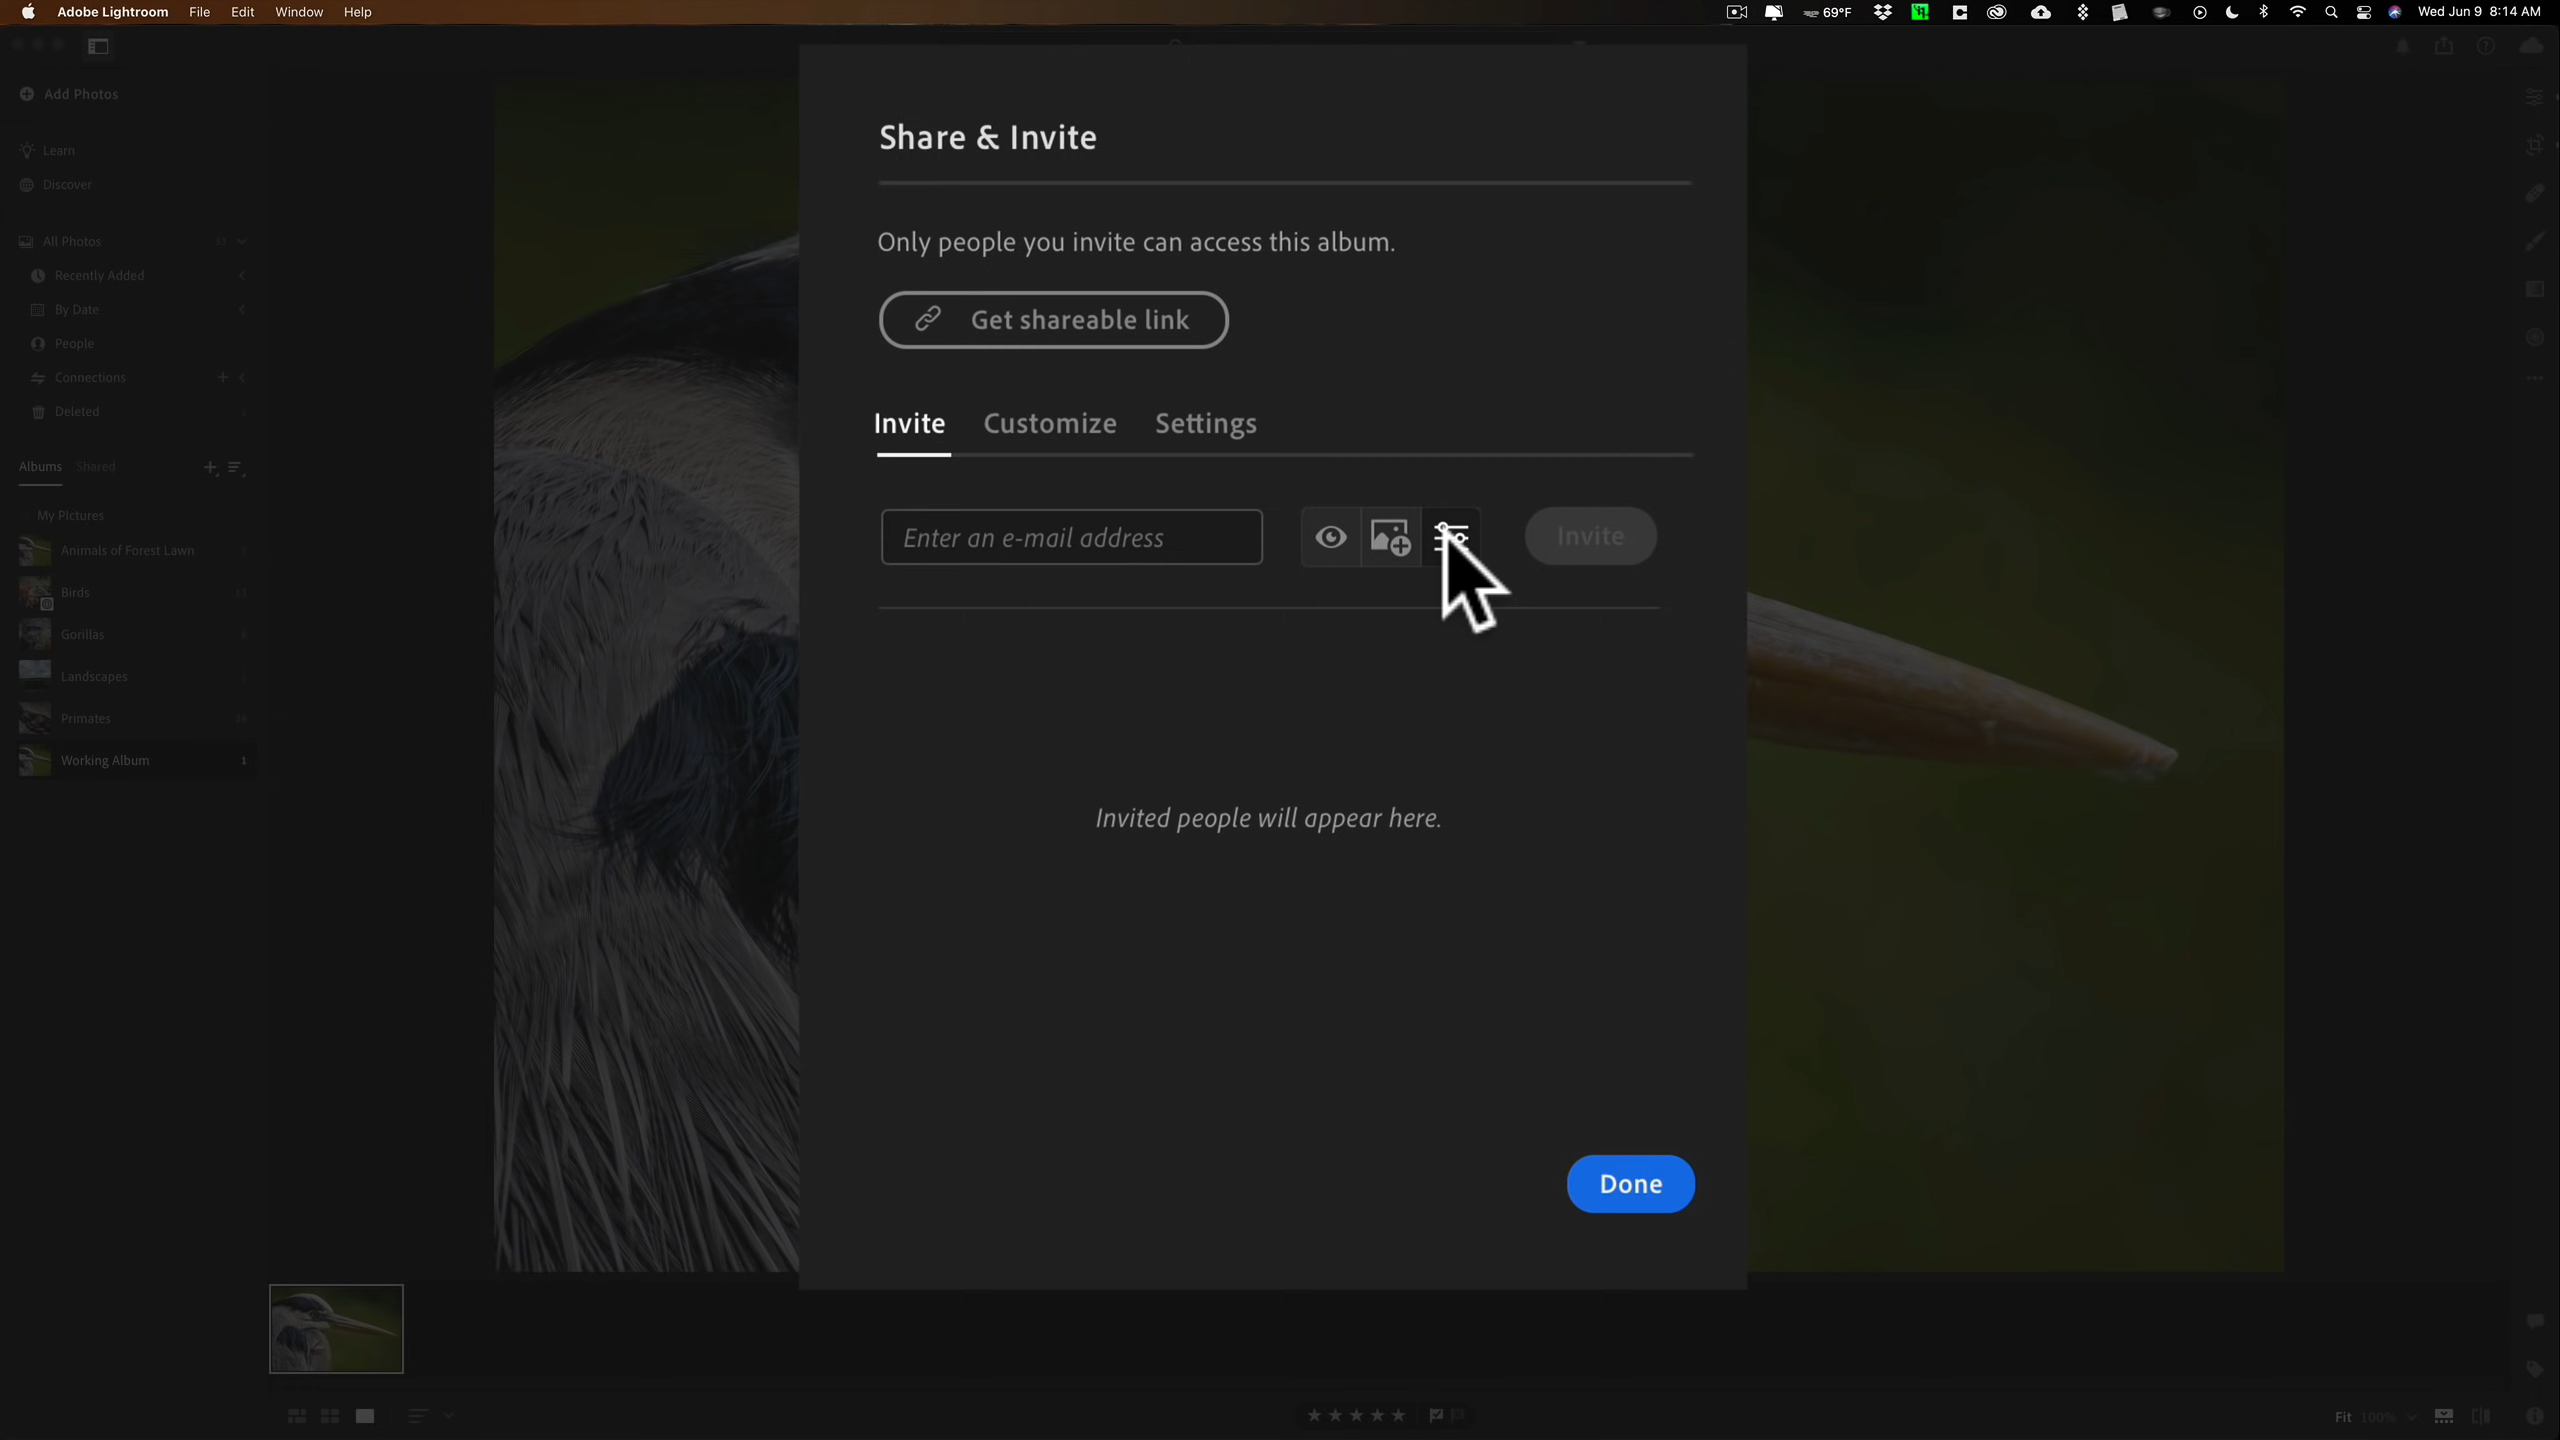 Adobe Lightroom File Edit Window Help 69°F Wed Jun 9 8:14 AM
Add Photos
Learn
Discover
All Photos 53
Recently Added
By Date
People
Connections
Deleted
Albums Shared
My Pictures
Animals of Forest Lawn
Birds 13
Gorillas
Landscapes
Primates
Working Album 1
Share & Invite
Only people you invite can access this album.
Get shareable link
Invite Customize Settings
Enter an e-mail address Invite
Invited people will appear here.
Done
Fit 100%